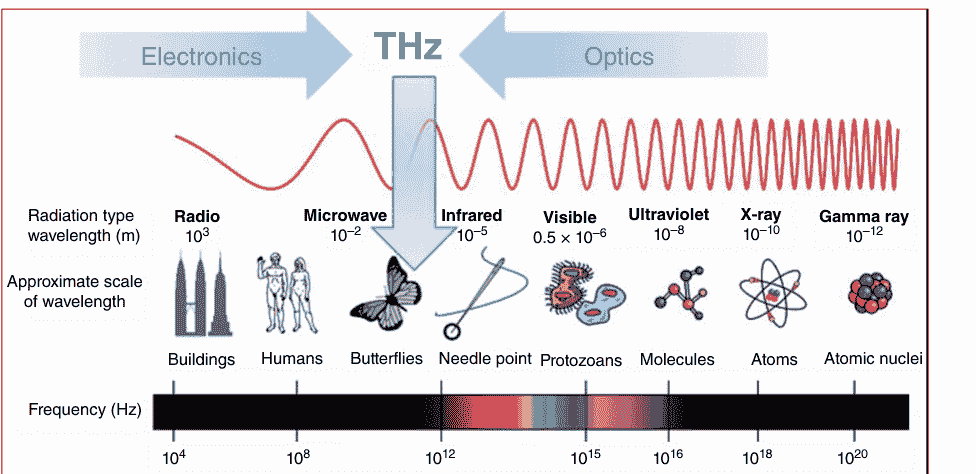 Electronics THz Optics
Radiation type
wavelength (m)
Radio Microwave Infrared Visible Ultraviolet X-ray Gamma ray
10³ 10⁻² 10⁻⁵ 0.5 × 10⁻⁶ 10⁻⁸ 10⁻¹⁰ 10⁻¹²
Approximate scale
of wavelength
Buildings Humans Butterflies Needle point Protozoans Molecules Atoms Atomic nuclei
Frequency (Hz)
10⁴ 10⁸ 10¹² 10¹⁵ 10¹⁶ 10¹⁸ 10²⁰